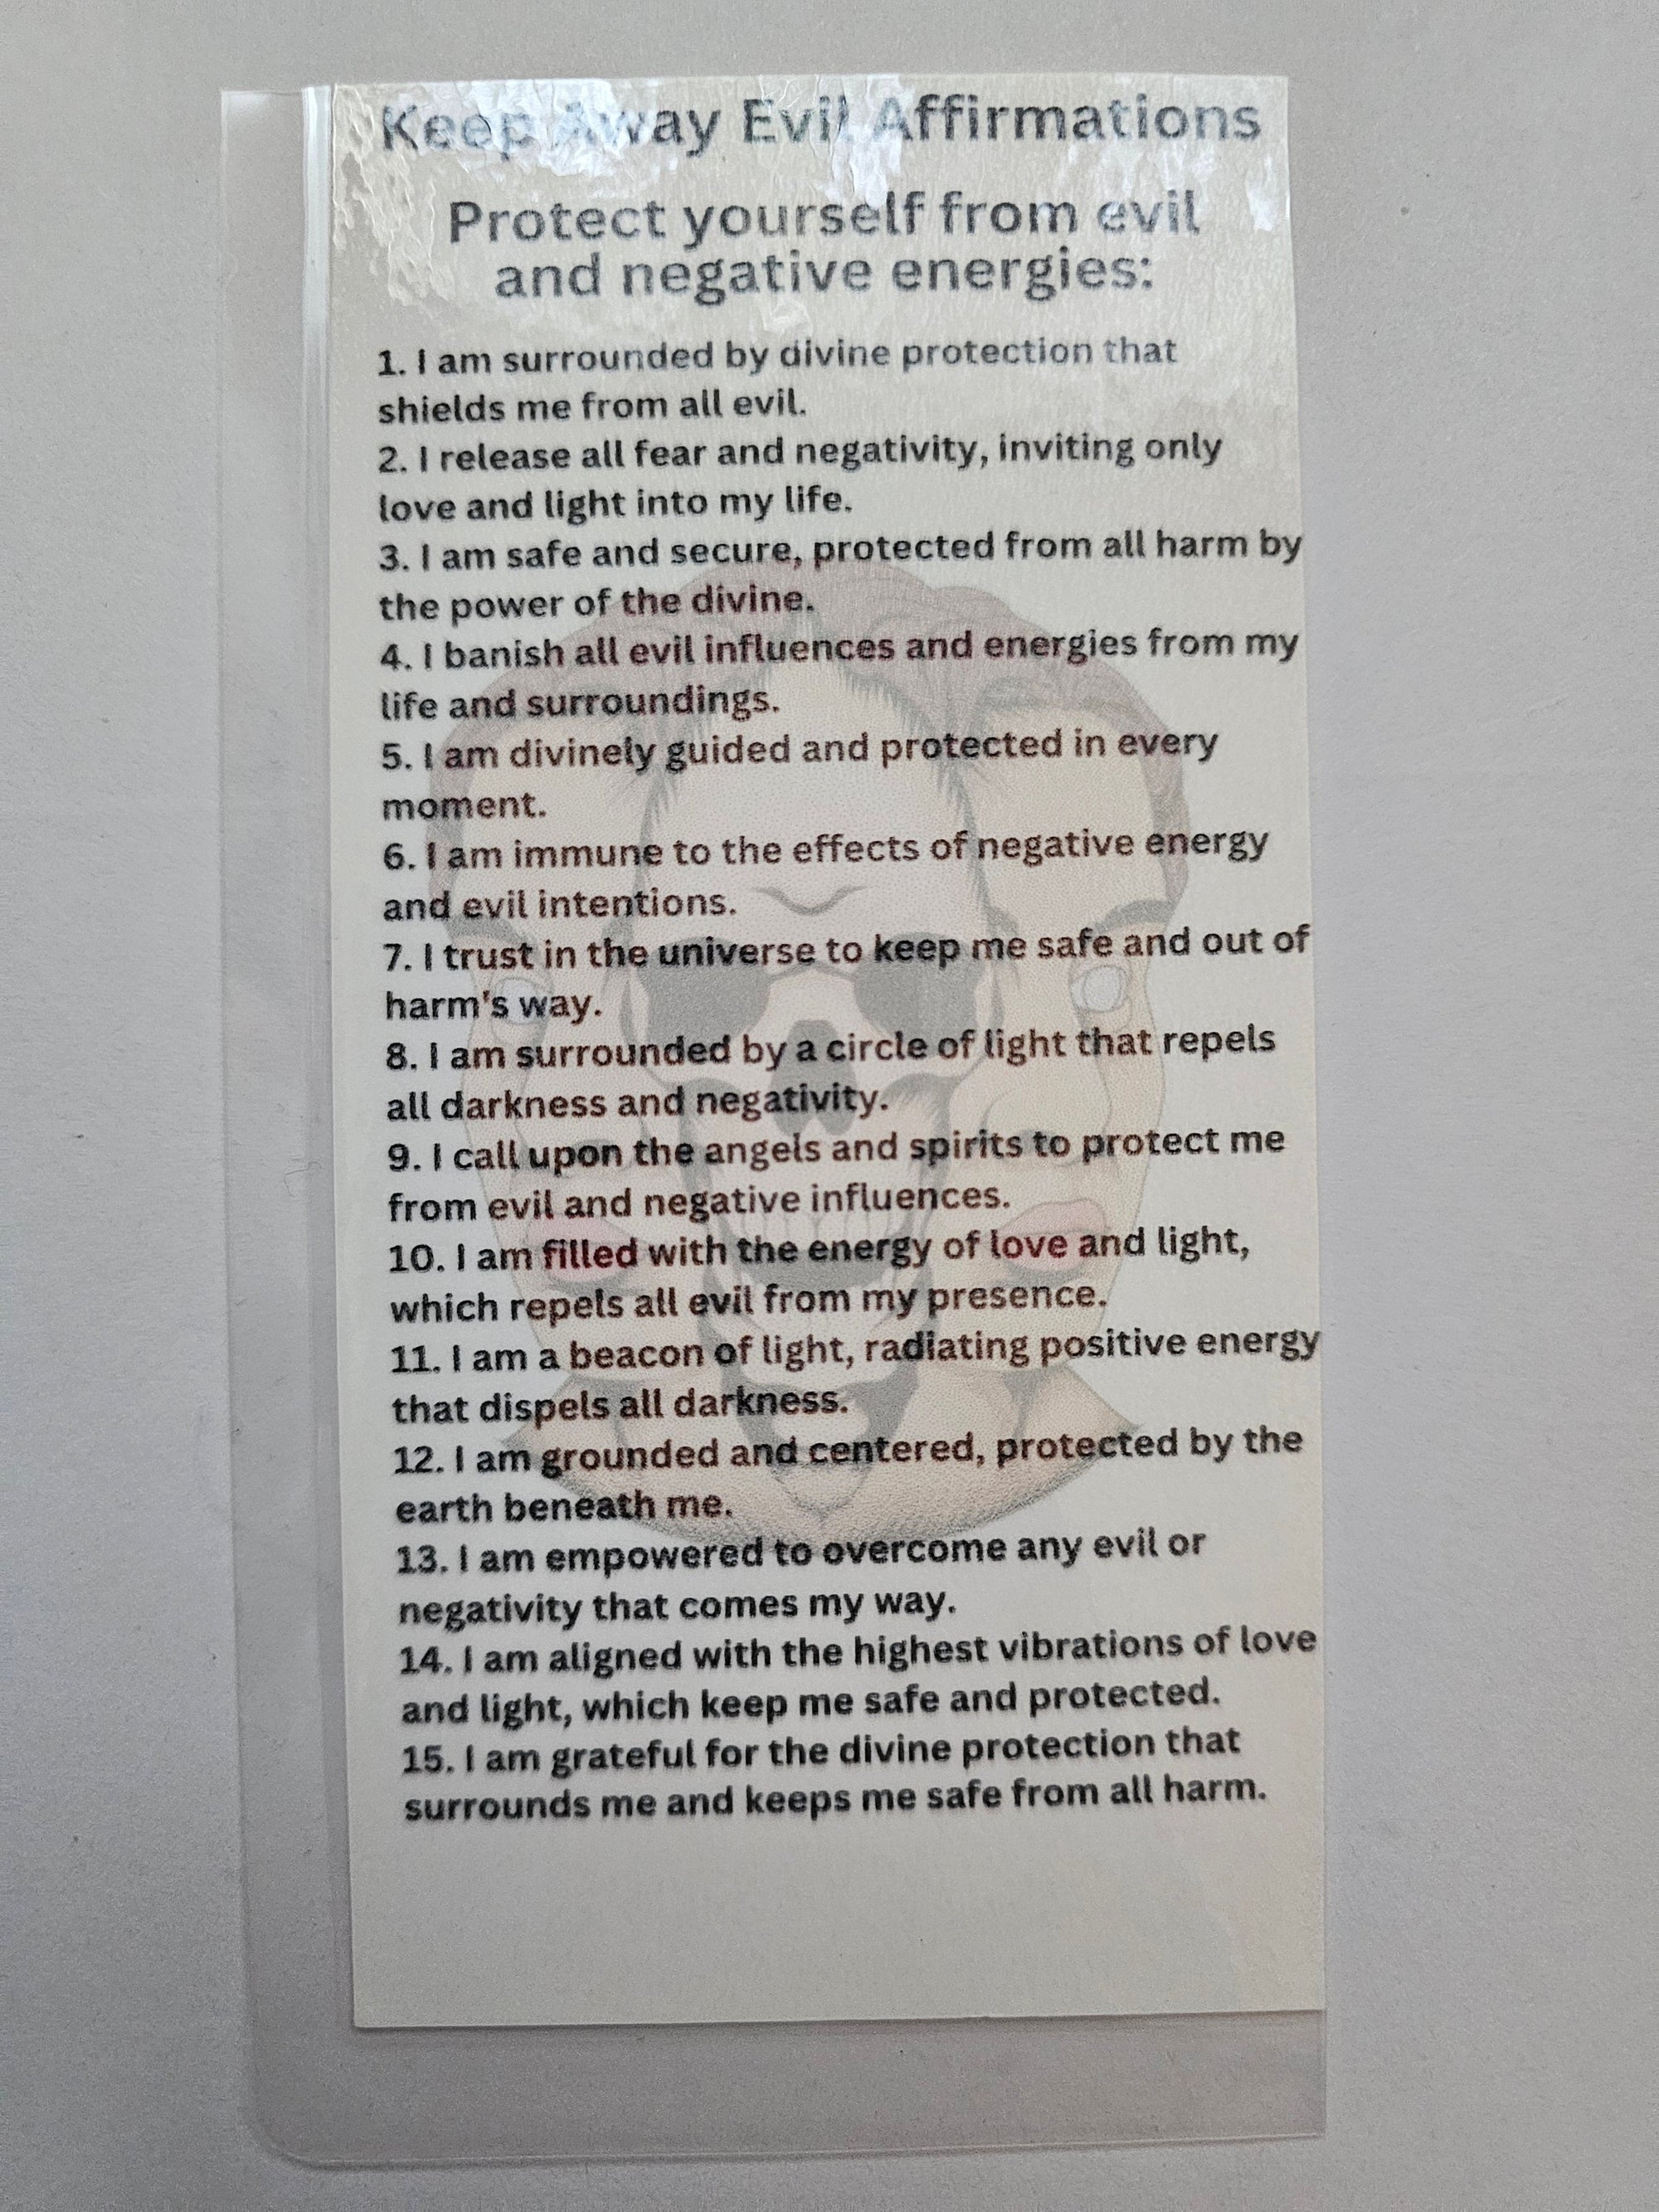 Keep Away Evil Affirmations
Protect yourself from evil
and negative energies:
1. I am surrounded by divine protection that
shields me from all evil.
2. I release all fear and negativity, inviting only
love and light into my life.
3. I am safe and secure, protected from all harm by
the power of the divine.
4. I banish all evil influences and energies from my
life and surroundings.
5. I am divinely guided and protected in every
moment.
6. I am immune to the effects of negative energy
and evil intentions.
7. I trust in the universe to keep me safe and out of
harm's way.
8. I am surrounded by a circle of light that repels
all darkness and negativity.
9. I call upon the angels and spirits to protect me
from evil and negative influences.
10. I am filled with the energy of love and light,
which repels all evil from my presence.
11. I am a beacon of light, radiating positive energy
that dispels all darkness.
12. I am grounded and centered, protected by the
earth beneath me.
13. I am empowered to overcome any evil or
negativity that comes my way.
14. I am aligned with the highest vibrations of love
and light, which keep me safe and protected.
15. I am grateful for the divine protection that
surrounds me and keeps me safe from all harm.